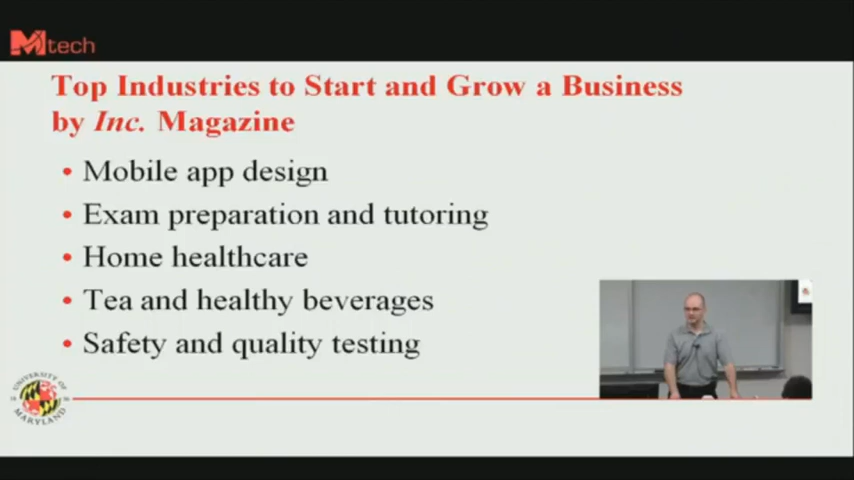 Mtech
Top Industries to Start and Grow a Business
by Inc. Magazine
• Mobile app design
• Exam preparation and tutoring
• Home healthcare
• Tea and healthy beverages
• Safety and quality testing
UNIVERSITY OF
MARYLAND